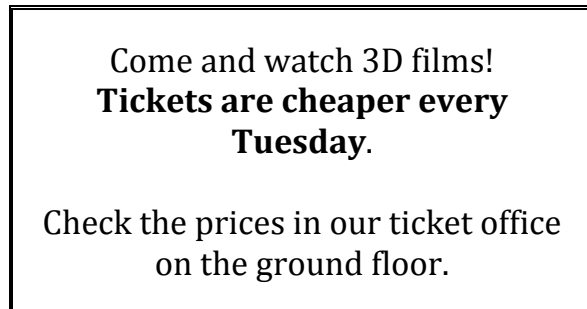 Come and watch 3D films!
Tickets are cheaper every
Tuesday.
Check the prices in our ticket office
on the ground floor.